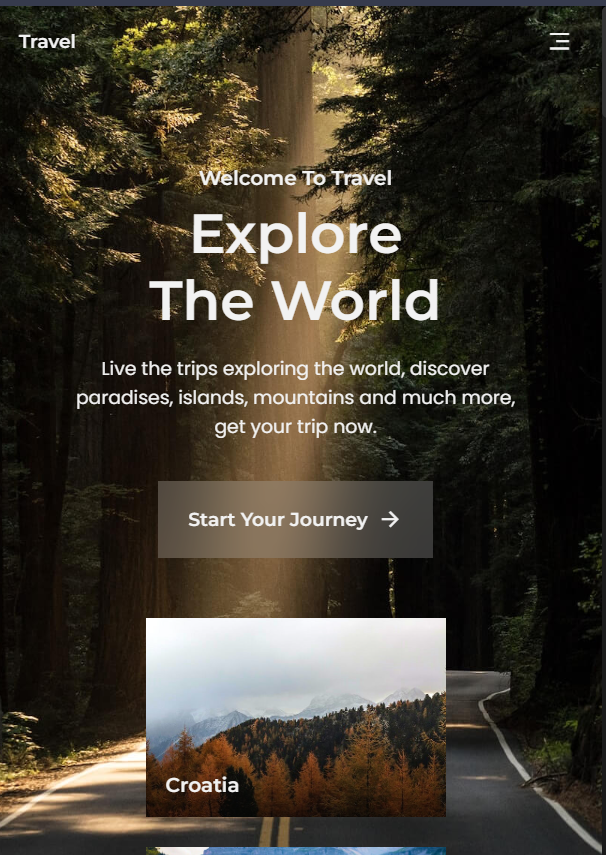 Travel
Welcome To Travel
Explore
The World
Live the trips exploring the world, discover
paradises, islands, mountains and much more,
get your trip now.
Start Your Journey
Croatia